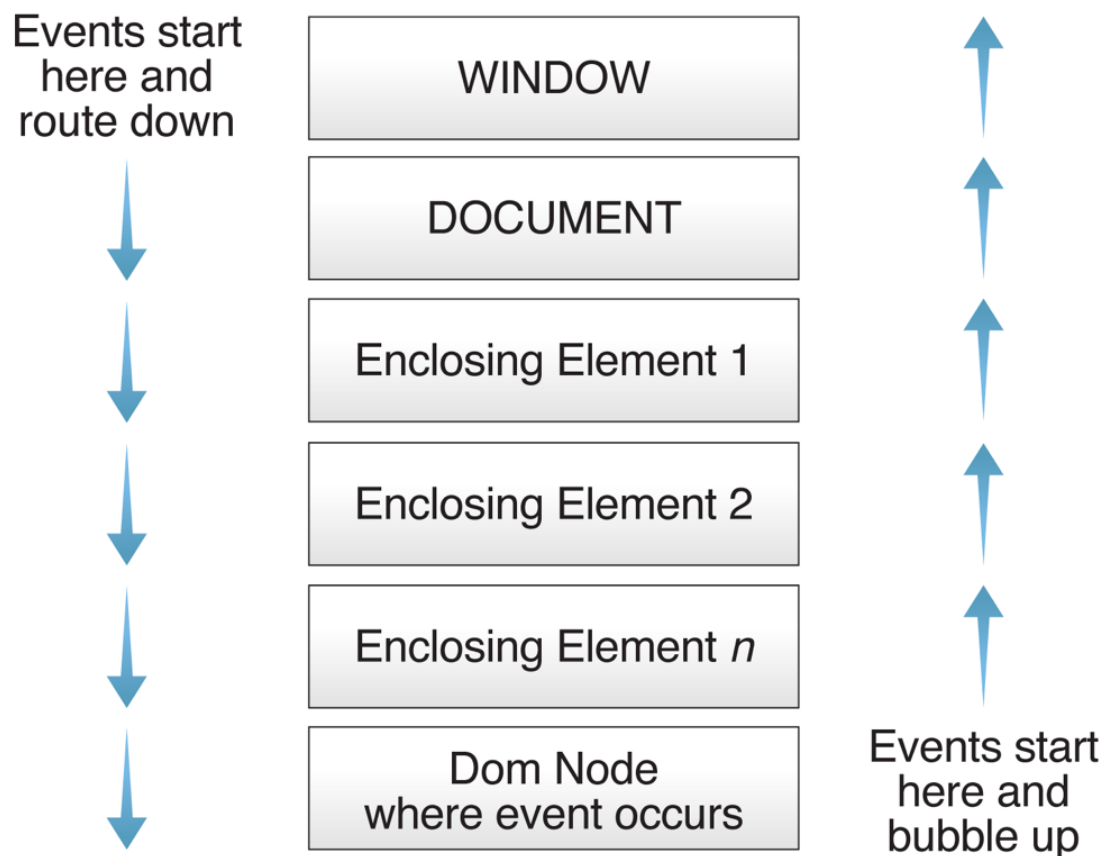 Events start
here and
route down
WINDOW
DOCUMENT
Enclosing Element 1
Enclosing Element 2
Enclosing Element n
Dom Node
where event occurs
Events start
here and
bubble up